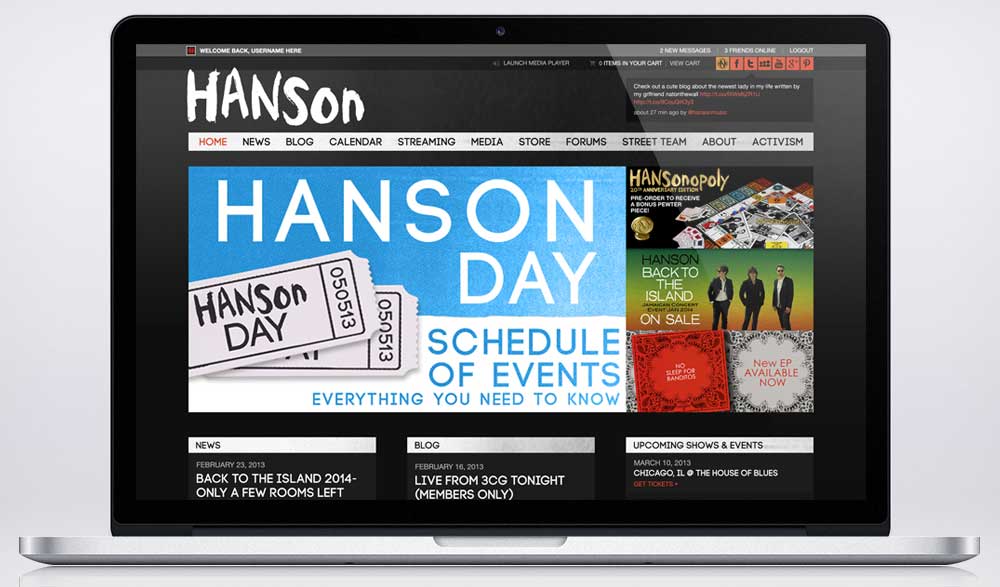 WELCOME BACK, USERNAME HERE
2 NEW MESSAGES
3 FRIENDS ONLINE
LOGOUT
LAUNCH MEDIA PLAYER
0 ITEMS IN YOUR CART
VIEW CART
HANSON
Check out a cute blog about the newest lady in my life written by
my girlfriend
about 27 min ago by @hansonmusic
HOME NEWS BLOG CALENDAR STREAMING MEDIA STORE FORUMS STREET TEAM ABOUT ACTIVISM
HANSON
DAY
HANSON
DAY
050513
050513
SCHEDULE
OF EVENTS
EVERYTHING YOU NEED TO KNOW
HANSonopoly
20TH ANNIVERSARY EDITION
PRE-ORDER TO RECEIVE
A BONUS PEWTER
PIECE!
HANSON
BACK TO
THE
ISLAND
JAMAICAN CONCERT
EVENT JAN 2014
ON SALE
NO
SLEEP FOR
BANDITOS
New EP
AVAILABLE
NOW
NEWS
FEBRUARY 23, 2013
BACK TO THE ISLAND 2014-
ONLY A FEW ROOMS LEFT
BLOG
FEBRUARY 16, 2013
LIVE FROM 3CG TONIGHT
(MEMBERS ONLY)
UPCOMING SHOWS & EVENTS
MARCH 10, 2013
CHICAGO, IL @ THE HOUSE OF BLUES
GET TICKETS